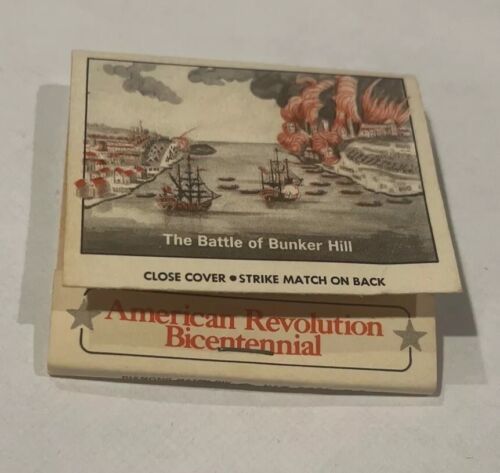 The Battle of Bunker Hill
CLOSE COVER • STRIKE MATCH ON BACK
American Revolution
Bicentennial